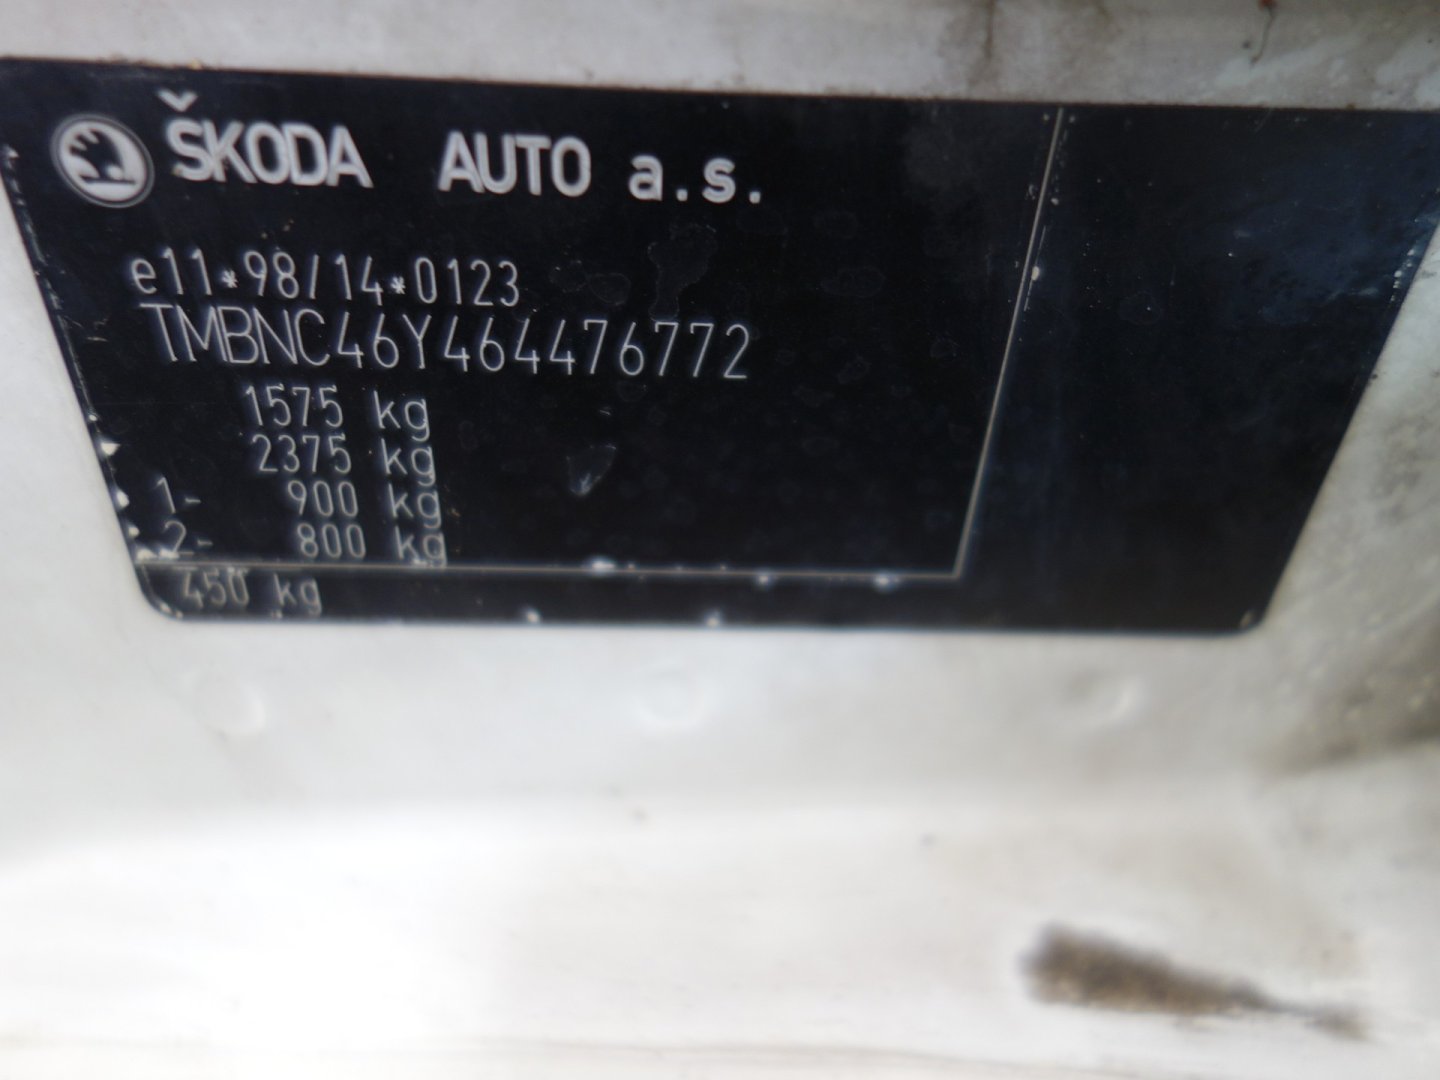 ŠKODA AUTO a.s.
e11*98/14*0123
TMBNC46Y464476772
1575 kg
2375 kg
1- 900 kg
2- 800 kg
450 kg